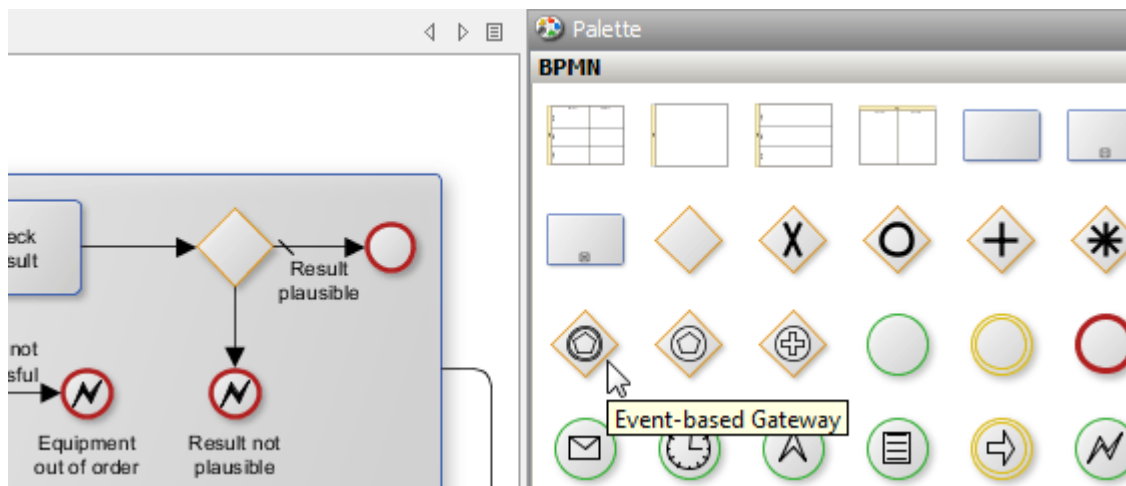 Palette
BPMN
eck
sult
Result
plausible
not
sful
Event-based Gateway
Equipment
out of order
Result not
plausible